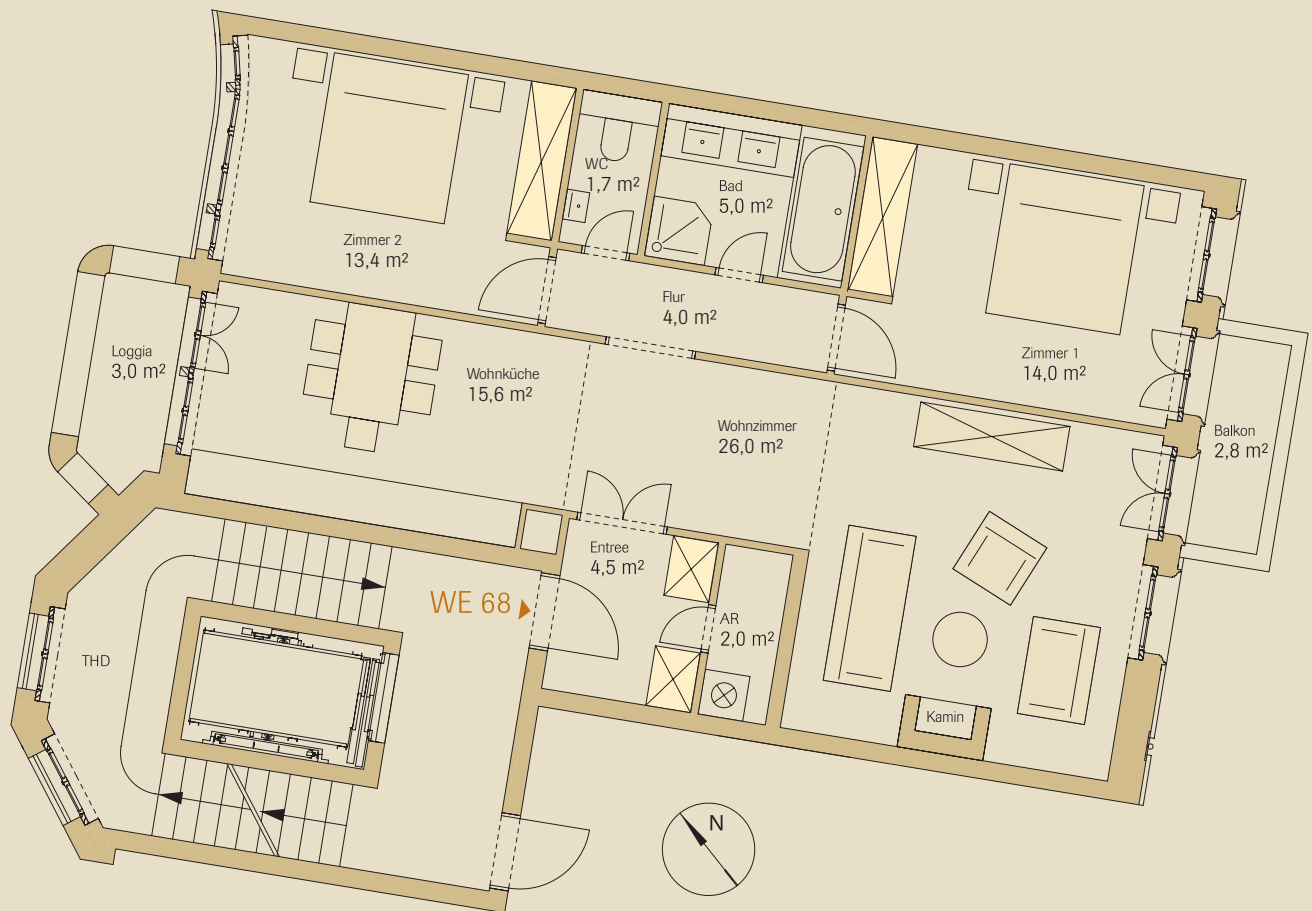 WC
1,7 m²
Bad
5,0 m²
Zimmer 2
13,4 m²
Flur
4,0 m²
Loggia
3,0 m²
Wohnküche
15,6 m²
Zimmer 1
14,0 m²
Wohnzimmer
26,0 m²
Balkon
2,8 m²
Entree
4,5 m²
WE 68
AR
2,0 m²
THD
Kamin
N